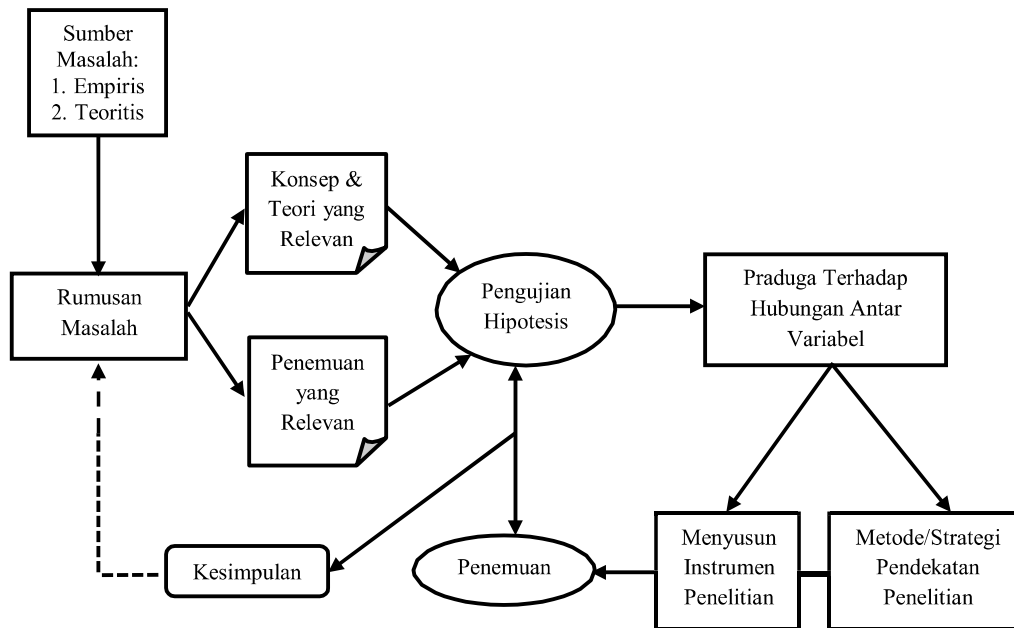 Sumber
Masalah:
1. Empiris
2. Teoritis
Konsep &
Teori yang
Relevan
Rumusan
Masalah
Pengujian
Hipotesis
Praduga Terhadap
Hubungan Antar
Variabel
Penemuan
yang
Relevan
Kesimpulan
Penemuan
Menyusun
Instrumen
Penelitian
Metode/Strategi
Pendekatan
Penelitian